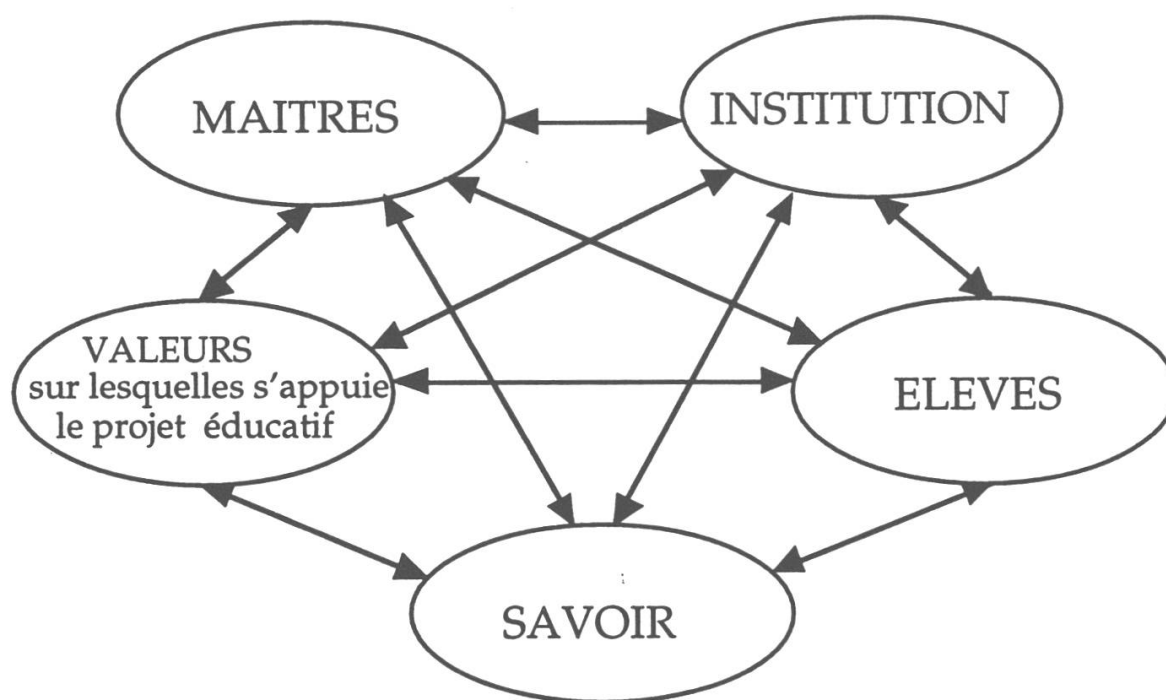 MAITRES
INSTITUTION
VALEURS
sur lesquelles s'appuie
le projet éducatif
ELEVES
SAVOIR